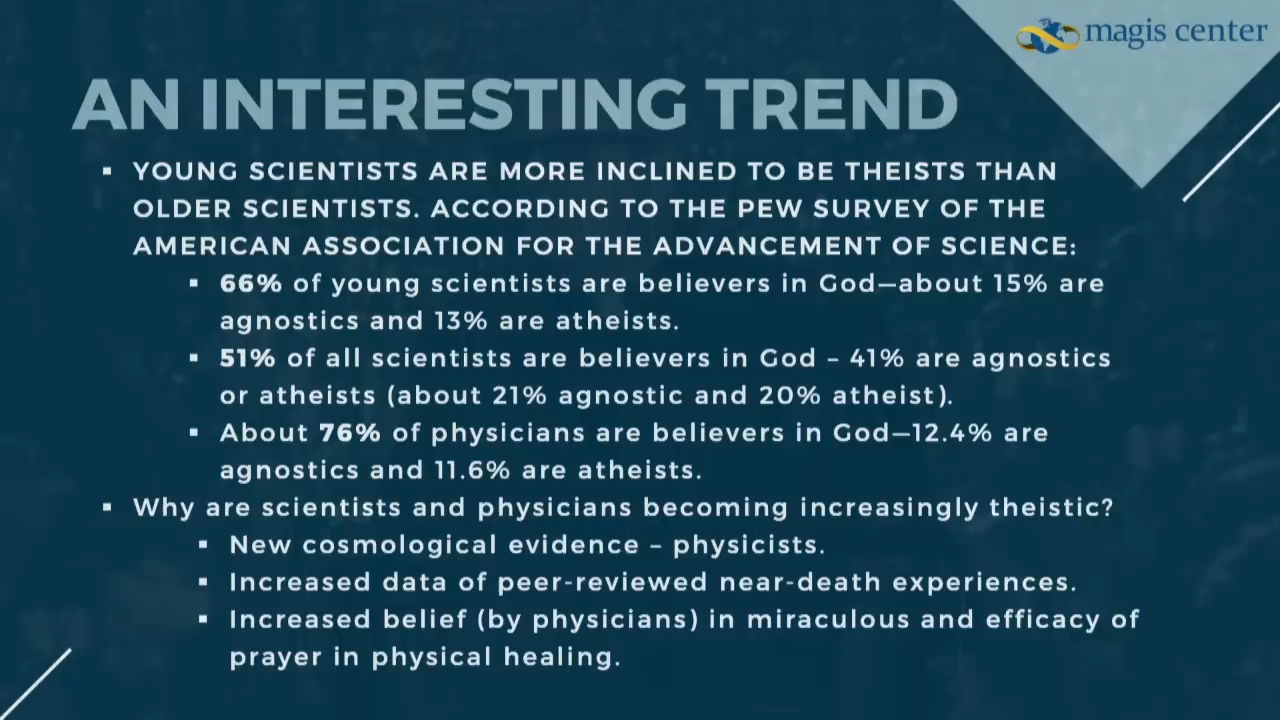 magis center
AN INTERESTING TREND
▪ YOUNG SCIENTISTS ARE MORE INCLINED TO BE THEISTS THAN
OLDER SCIENTISTS. ACCORDING TO THE PEW SURVEY OF THE
AMERICAN ASSOCIATION FOR THE ADVANCEMENT OF SCIENCE:
▪ 66% of young scientists are believers in God—about 15% are
agnostics and 13% are atheists.
▪ 51% of all scientists are believers in God – 41% are agnostics
or atheists (about 21% agnostic and 20% atheist).
▪ About 76% of physicians are believers in God—12.4% are
agnostics and 11.6% are atheists.
▪ Why are scientists and physicians becoming increasingly theistic?
▪ New cosmological evidence – physicists.
▪ Increased data of peer-reviewed near-death experiences.
▪ Increased belief (by physicians) in miraculous and efficacy of
prayer in physical healing.